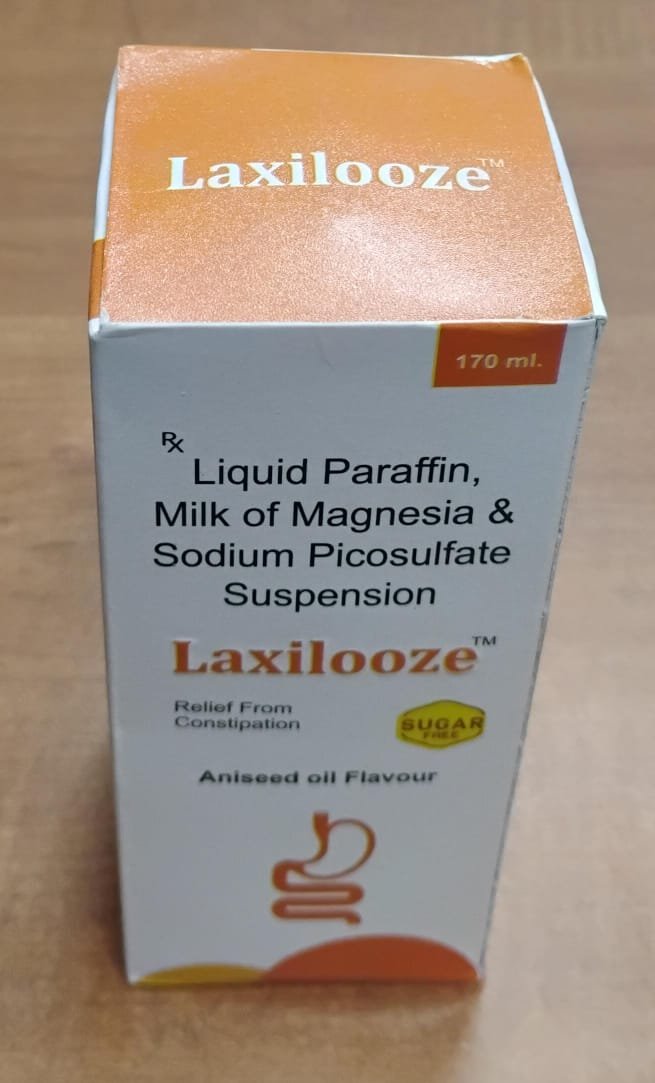 Laxilooze™
170 ml.
Rx
Liquid Paraffin,
Milk of Magnesia &
Sodium Picosulfate
Suspension
Laxilooze™
Relief From
Constipation
SUGAR
FREE
Aniseed oil Flavour